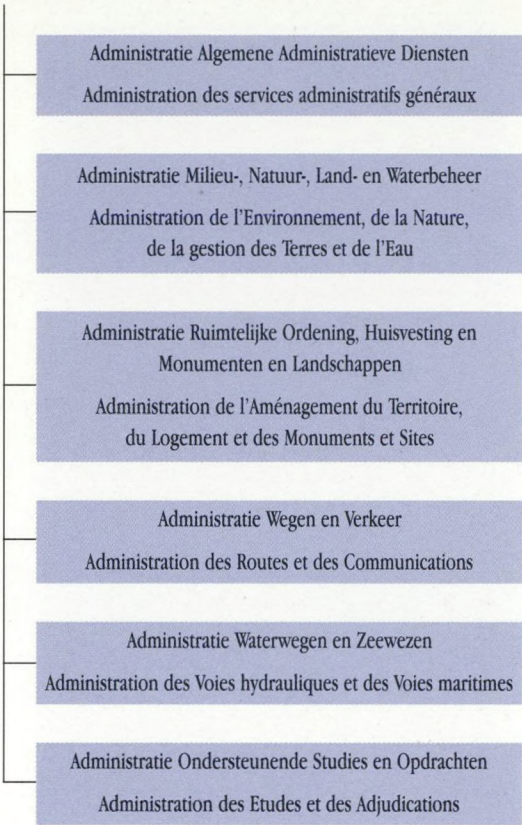 Administratie Algemene Administratieve Diensten
Administration des services administratifs généraux
Administratie Milieu-, Natuur-, Land- en Waterbeheer
Administration de l'Environnement, de la Nature,
de la gestion des Terres et de l'Eau
Administratie Ruimtelijke Ordening, Huisvesting en
Monumenten en Landschappen
Administration de l'Aménagement du Territoire,
du Logement et des Monuments et Sites
Administratie Wegen en Verkeer
Administration des Routes et des Communications
Administratie Waterwegen en Zeewezen
Administration des Voies hydrauliques et des Voies maritimes
Administratie Ondersteunende Studies en Opdrachten
Administration des Etudes et des Adjudications